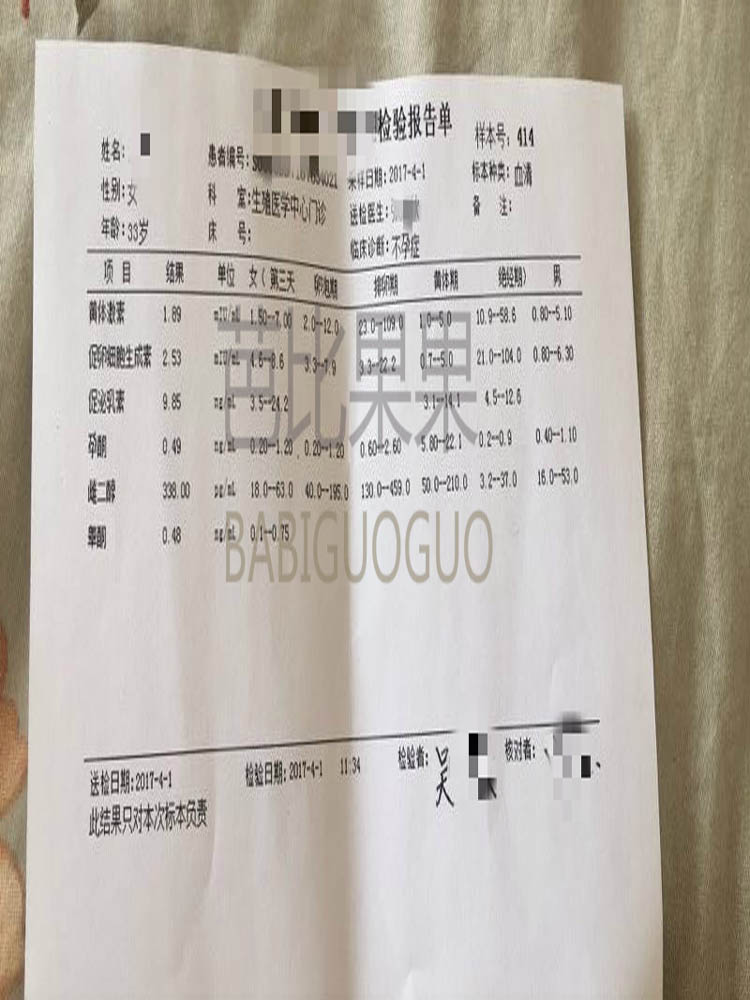 检验报告单
样本号: 414
姓名:
患者编号:
采样日期: 2017-4-1
标本种类: 血清
性别: 女
科 室: 生殖医学中心门诊
送检医生:
备 注:
年龄: 33岁
床 号:
临床诊断: 不孕症
项 目 结果 单位 女( 第三天 卵泡期 排卵期 黄体期 绝经期) 男
黄体激素 1.89 mIU/mL 1.50--7.00 2.0--12.0 23.0--109.0 1.0--5.0 10.9--58.6 0.80--5.10
促卵细胞生成素 2.53 mIU/mL 4.6--8.6 3.3--7.9 3.3--22.2 0.7--5.0 21.0--104.0 0.80--6.30
促泌乳素 9.85 ng/mL 3.5--24.2 3.1--14.1 4.5--12.6
孕酮 0.49 ng/mL 0.20--1.20 0.20--1.20 0.60--2.60 5.80--22.1 0.2--0.9 0.40--1.10
雌二醇 338.00 pg/mL 18.0--63.0 40.0--195.0 130.0--459.0 50.0--210.0 3.2--37.0 16.0--53.0
睾酮 0.48 ng/mL 0.1--0.75
芭比果果
BABIGUOGUO
送检日期: 2017-4-1 检验日期: 2017-4-1 11:34 检验者: 吴 核对者:
此结果只对本次标本负责